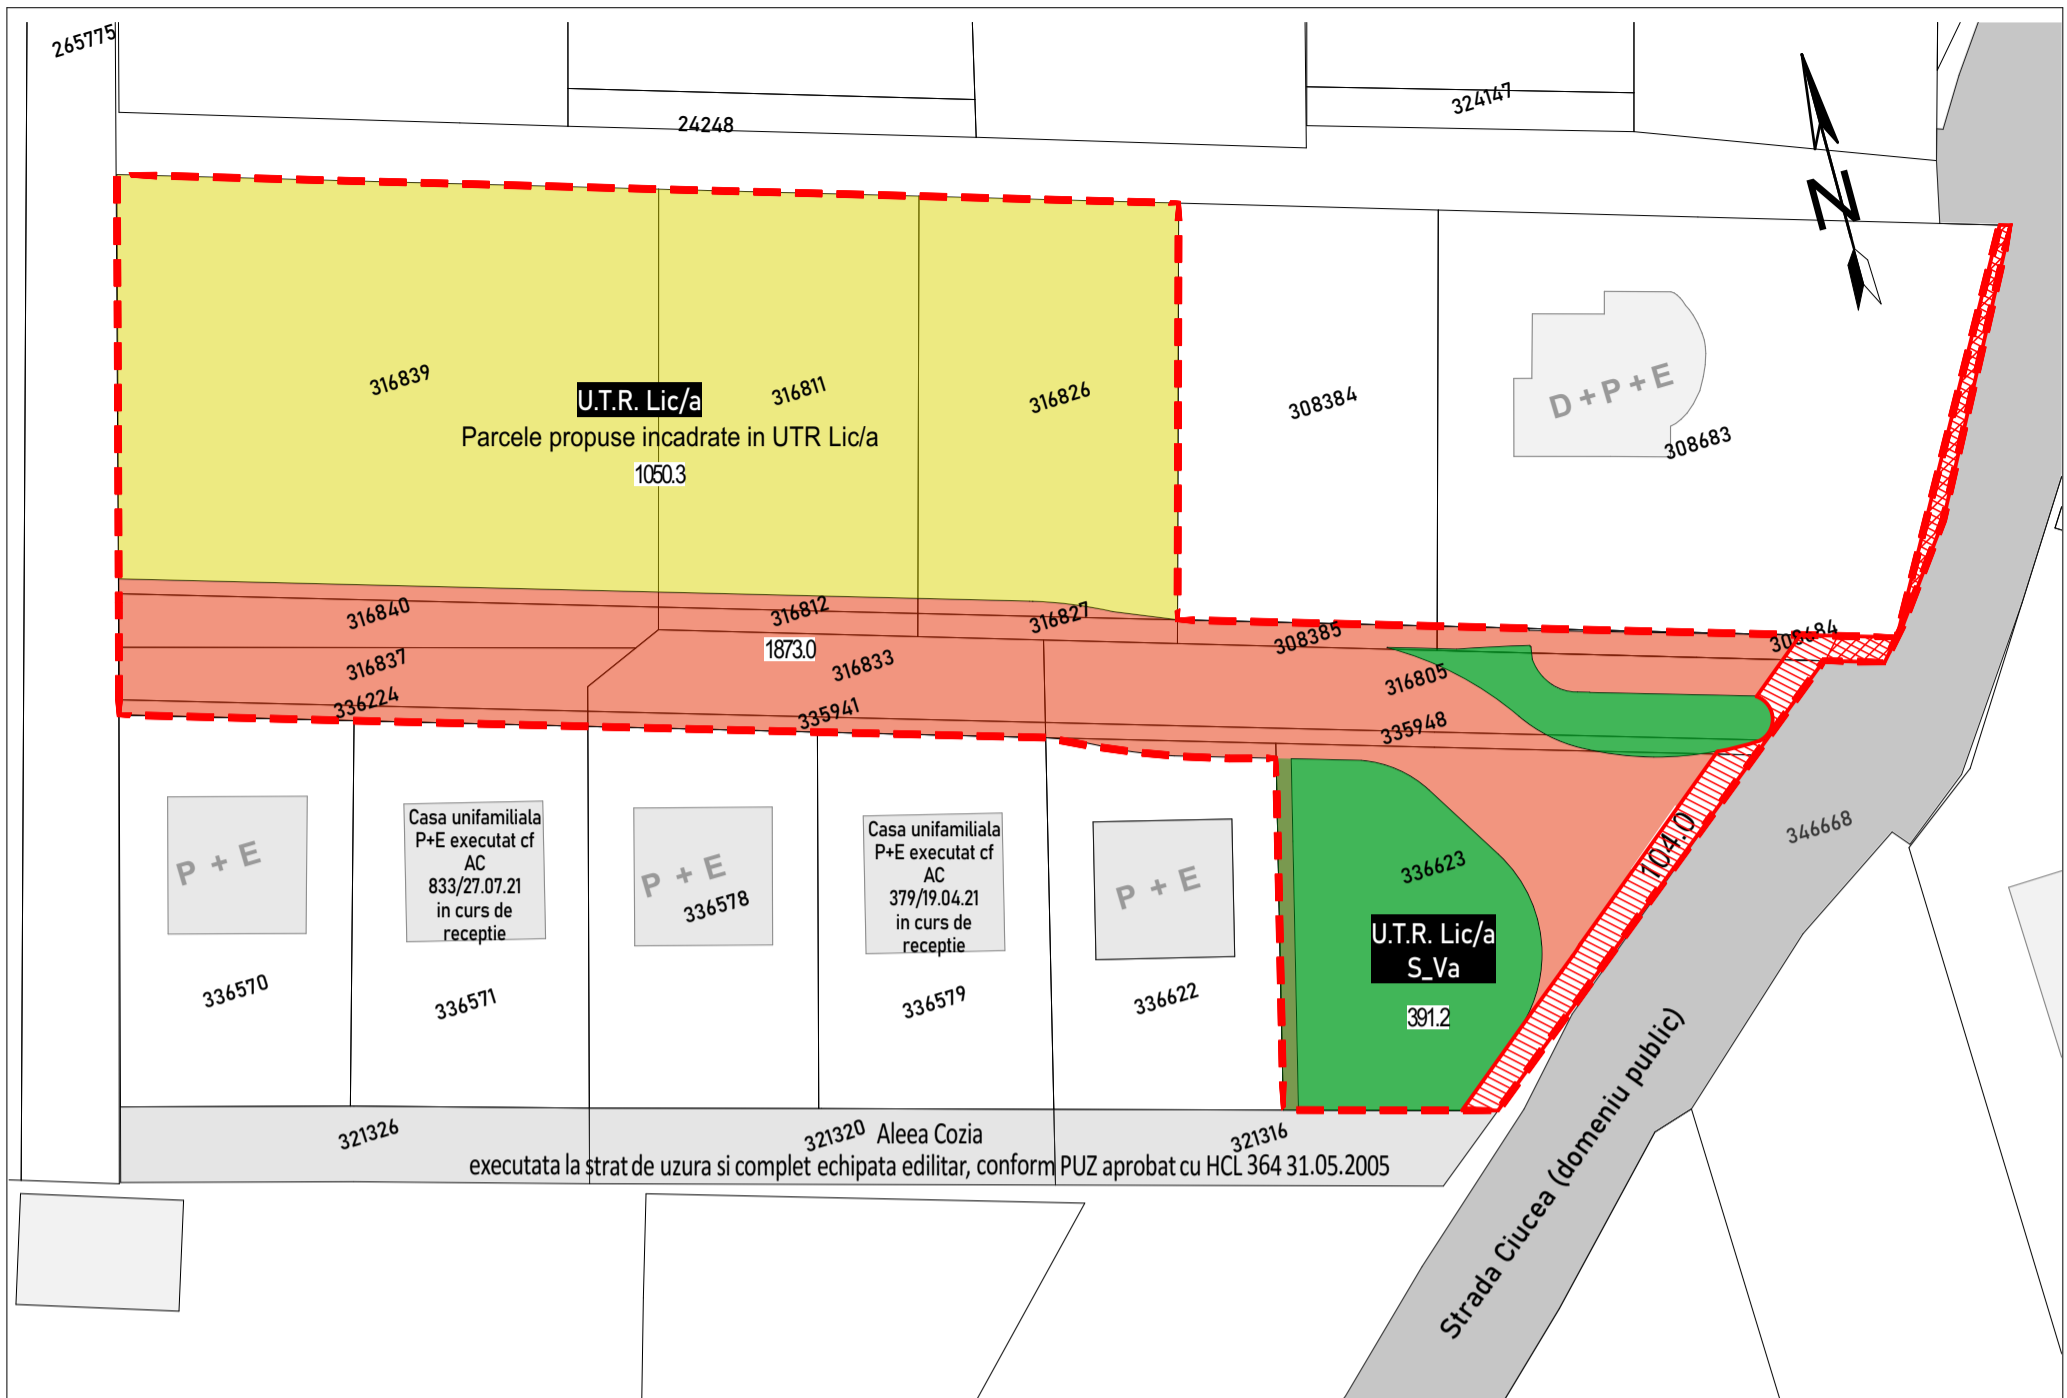 265775
24248
324147
N
316839
U.T.R. Lic/a
Parcele propuse incadrate in UTR Lic/a
1050.3
316811
316826
308384
D + P + E
308683
316840
316812
316827
308385
308684
316837
1873.0
316833
316805
336224
335941
335948
P + E
Casa unifamiliala
P+E executat cf
AC
833/27.07.21
in curs de
receptie
P + E
336578
Casa unifamiliala
P+E executat cf
AC
379/19.04.21
in curs de
receptie
P + E
336623
104.0
346668
U.T.R. Lic/a
S_Va
391.2
336570
336571
336579
336622
Strada Ciucea (domeniu public)
321326
321320
Aleea Cozia
321316
executata la strat de uzura si complet echipata edilitar, conform PUZ aprobat cu HCL 364 31.05.2005